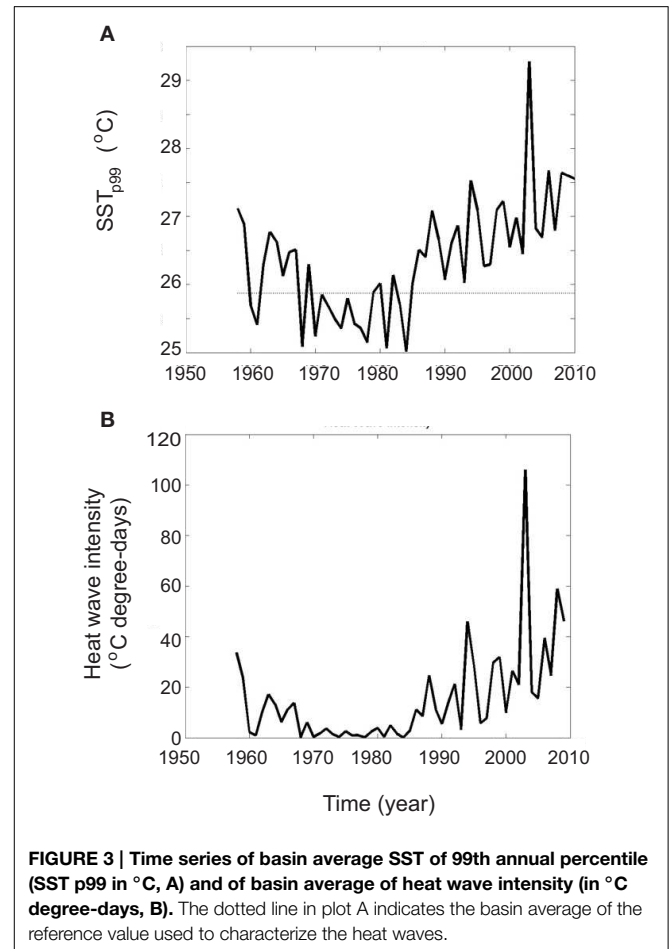 A
SST p99 (°C)
29
28
27
26
25
1950 1960 1970 1980 1990 2000 2010
B
Heat wave intensity
(°C degree-days)
120
100
80
60
40
20
0
1950 1960 1970 1980 1990 2000 2010
Time (year)
FIGURE 3 | Time series of basin average SST of 99th annual percentile
(SST p99 in °C, A) and of basin average of heat wave intensity (in °C
degree-days, B). The dotted line in plot A indicates the basin average of the
reference value used to characterize the heat waves.